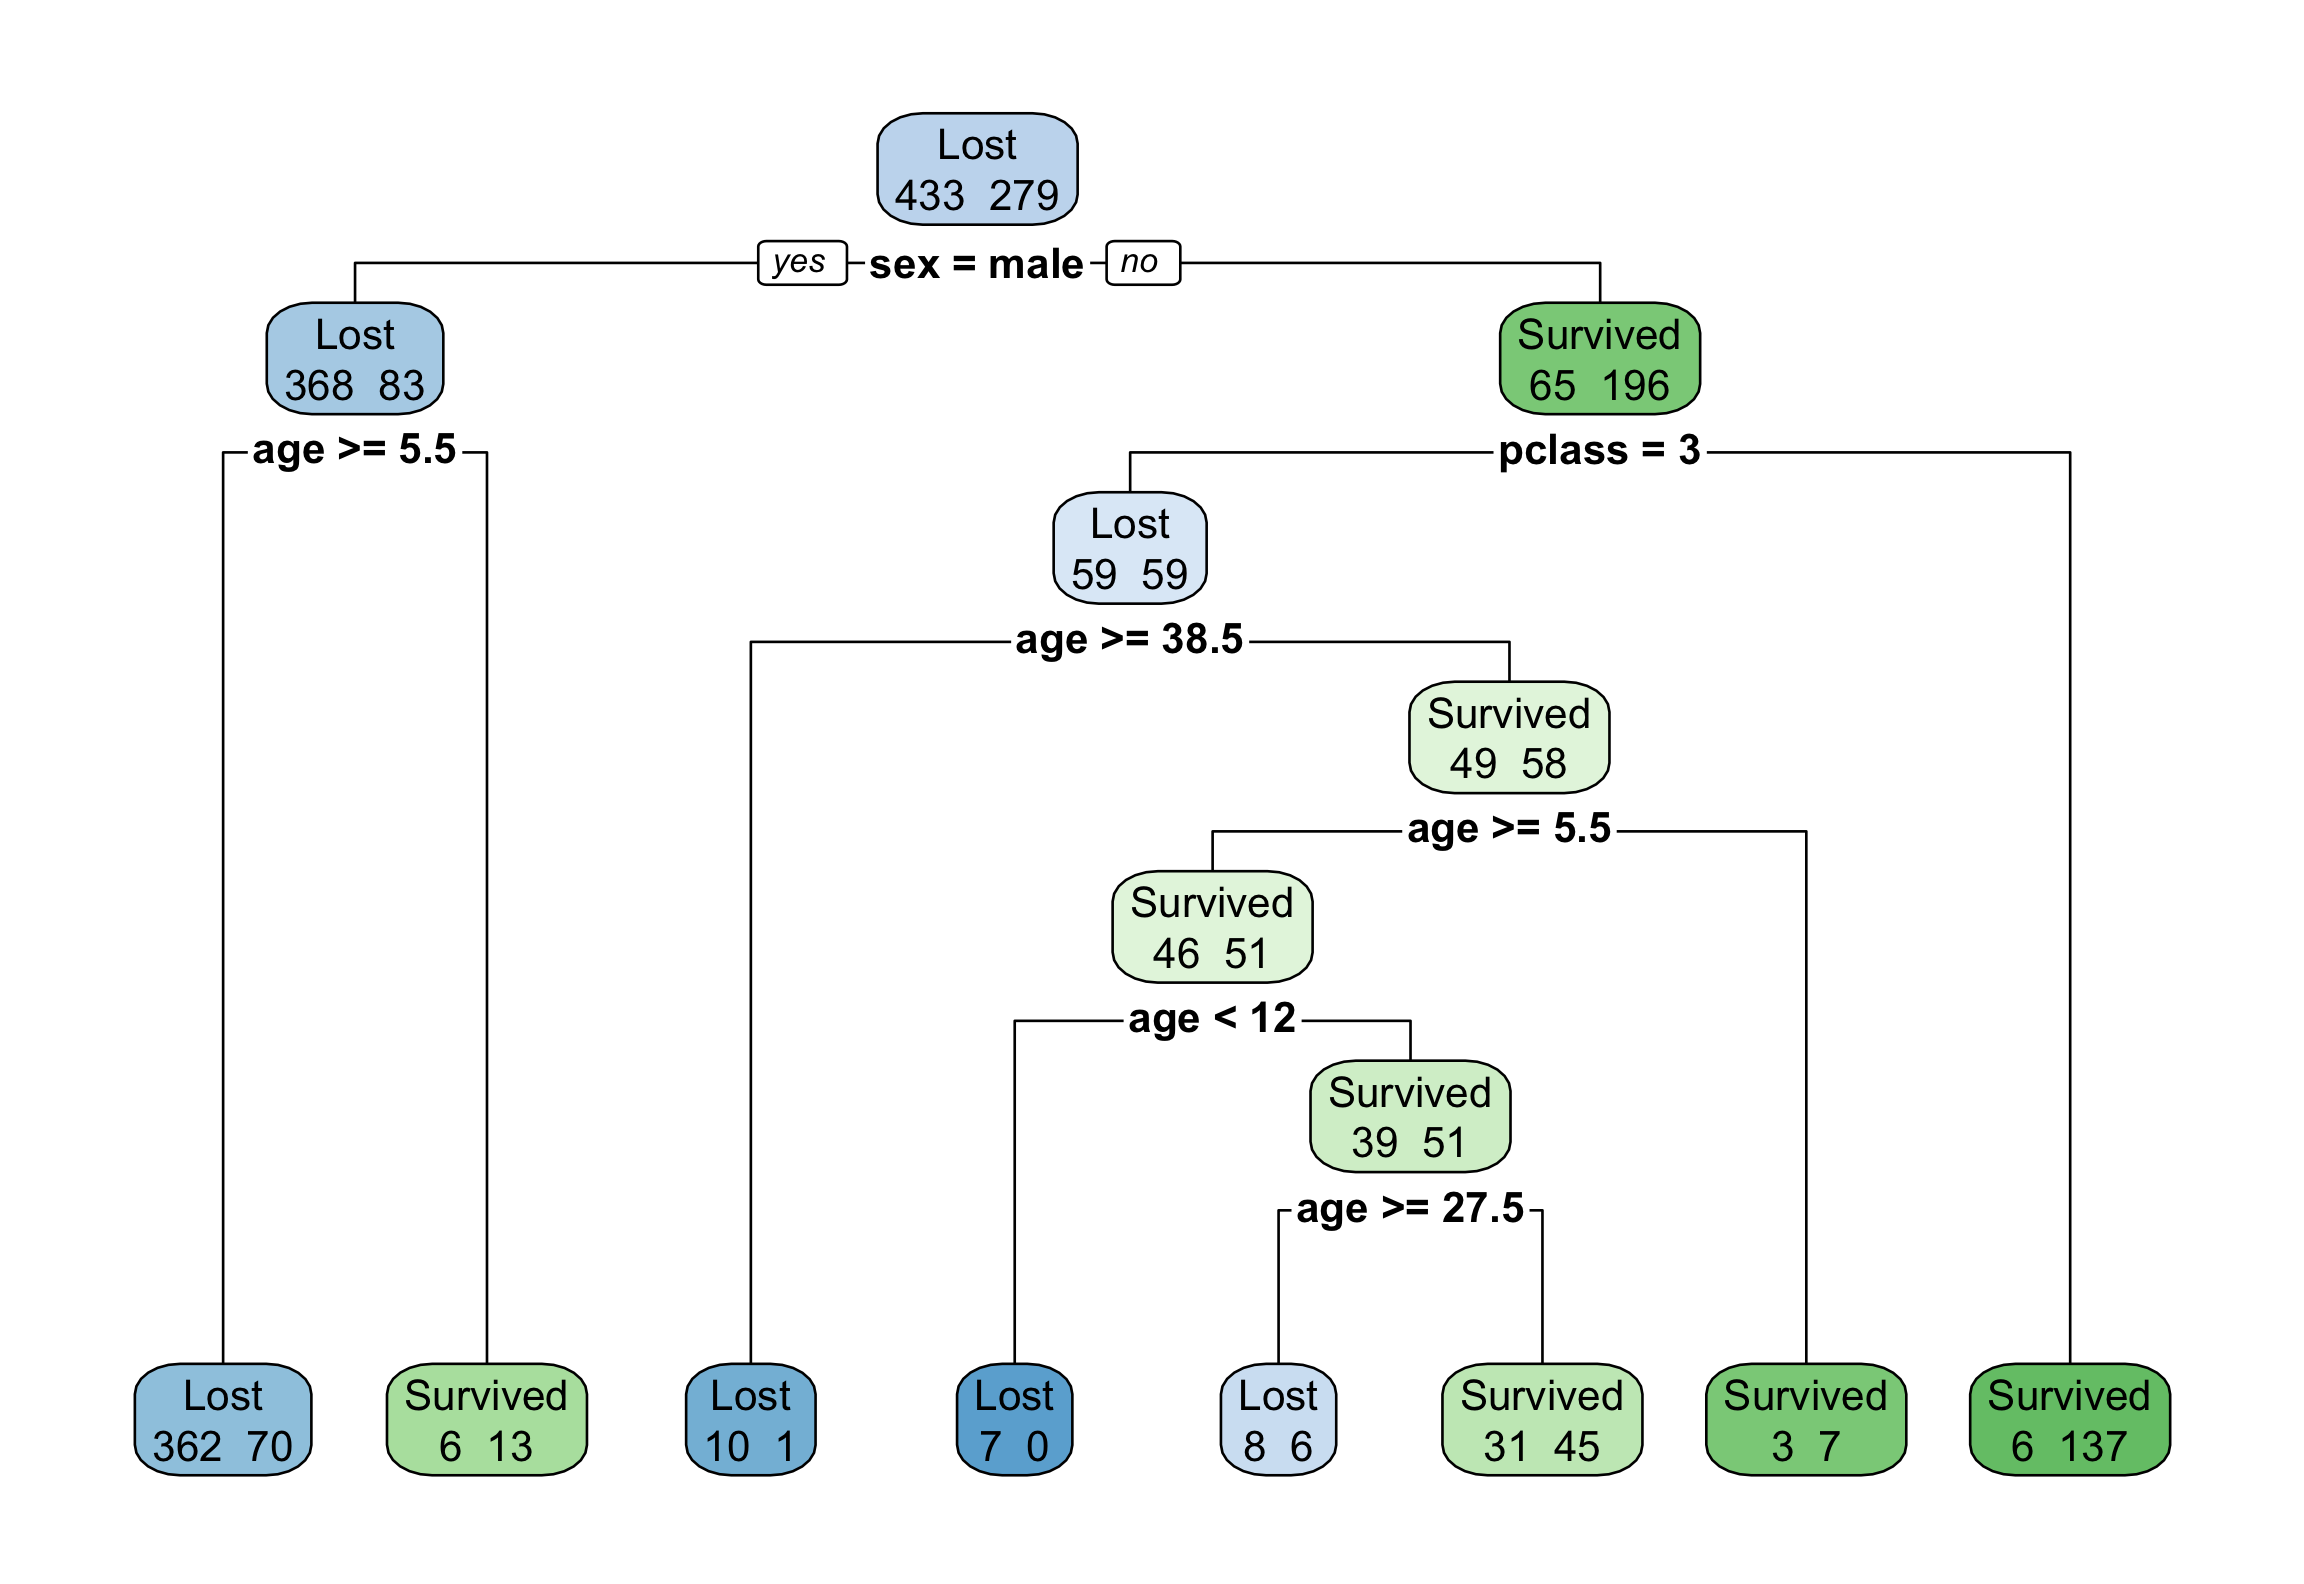 Lost
433 279
yes sex = male no
Lost
368 83
Survived
65 196
age >= 5.5
pclass = 3
Lost
59 59
age >= 38.5
Survived
49 58
age >= 5.5
Survived
46 51
age < 12
Survived
39 51
age >= 27.5
Lost
362 70
Survived
6 13
Lost
10 1
Lost
7 0
Lost
8 6
Survived
31 45
Survived
3 7
Survived
6 137